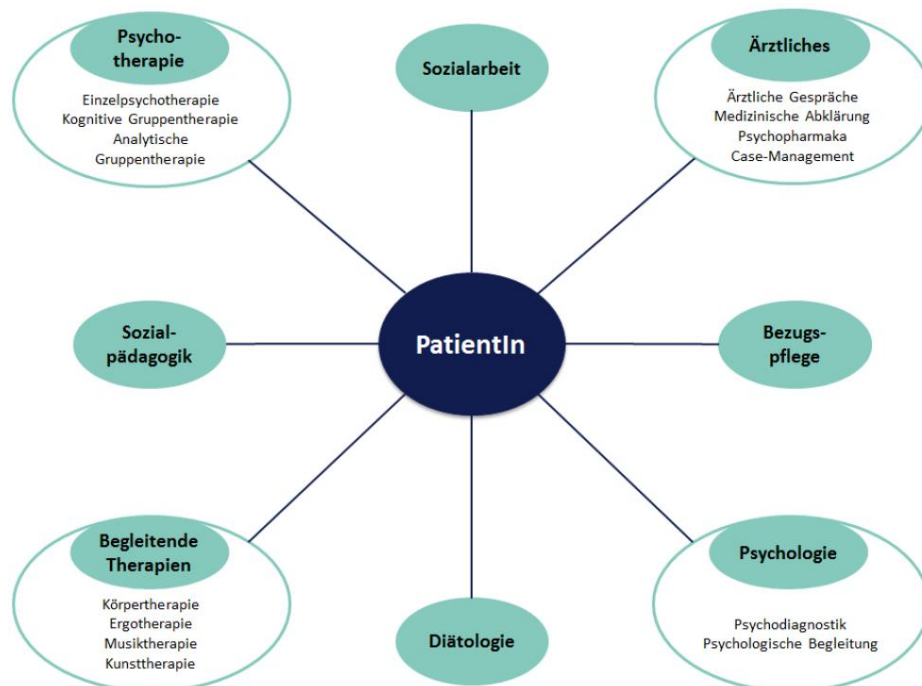 Psycho-
therapie
Einzelpsychotherapie
Kognitive Gruppentherapie
Analytische
Gruppentherapie
Sozialarbeit
Ärztliches
Ärztliche Gespräche
Medizinische Abklärung
Psychopharmaka
Case-Management
Sozial-
pädagogik
PatientIn
Bezugs-
pflege
Begleitende
Therapien
Körpertherapie
Ergotherapie
Musiktherapie
Kunsttherapie
Diätologie
Psychologie
Psychodiagnostik
Psychologische Begleitung